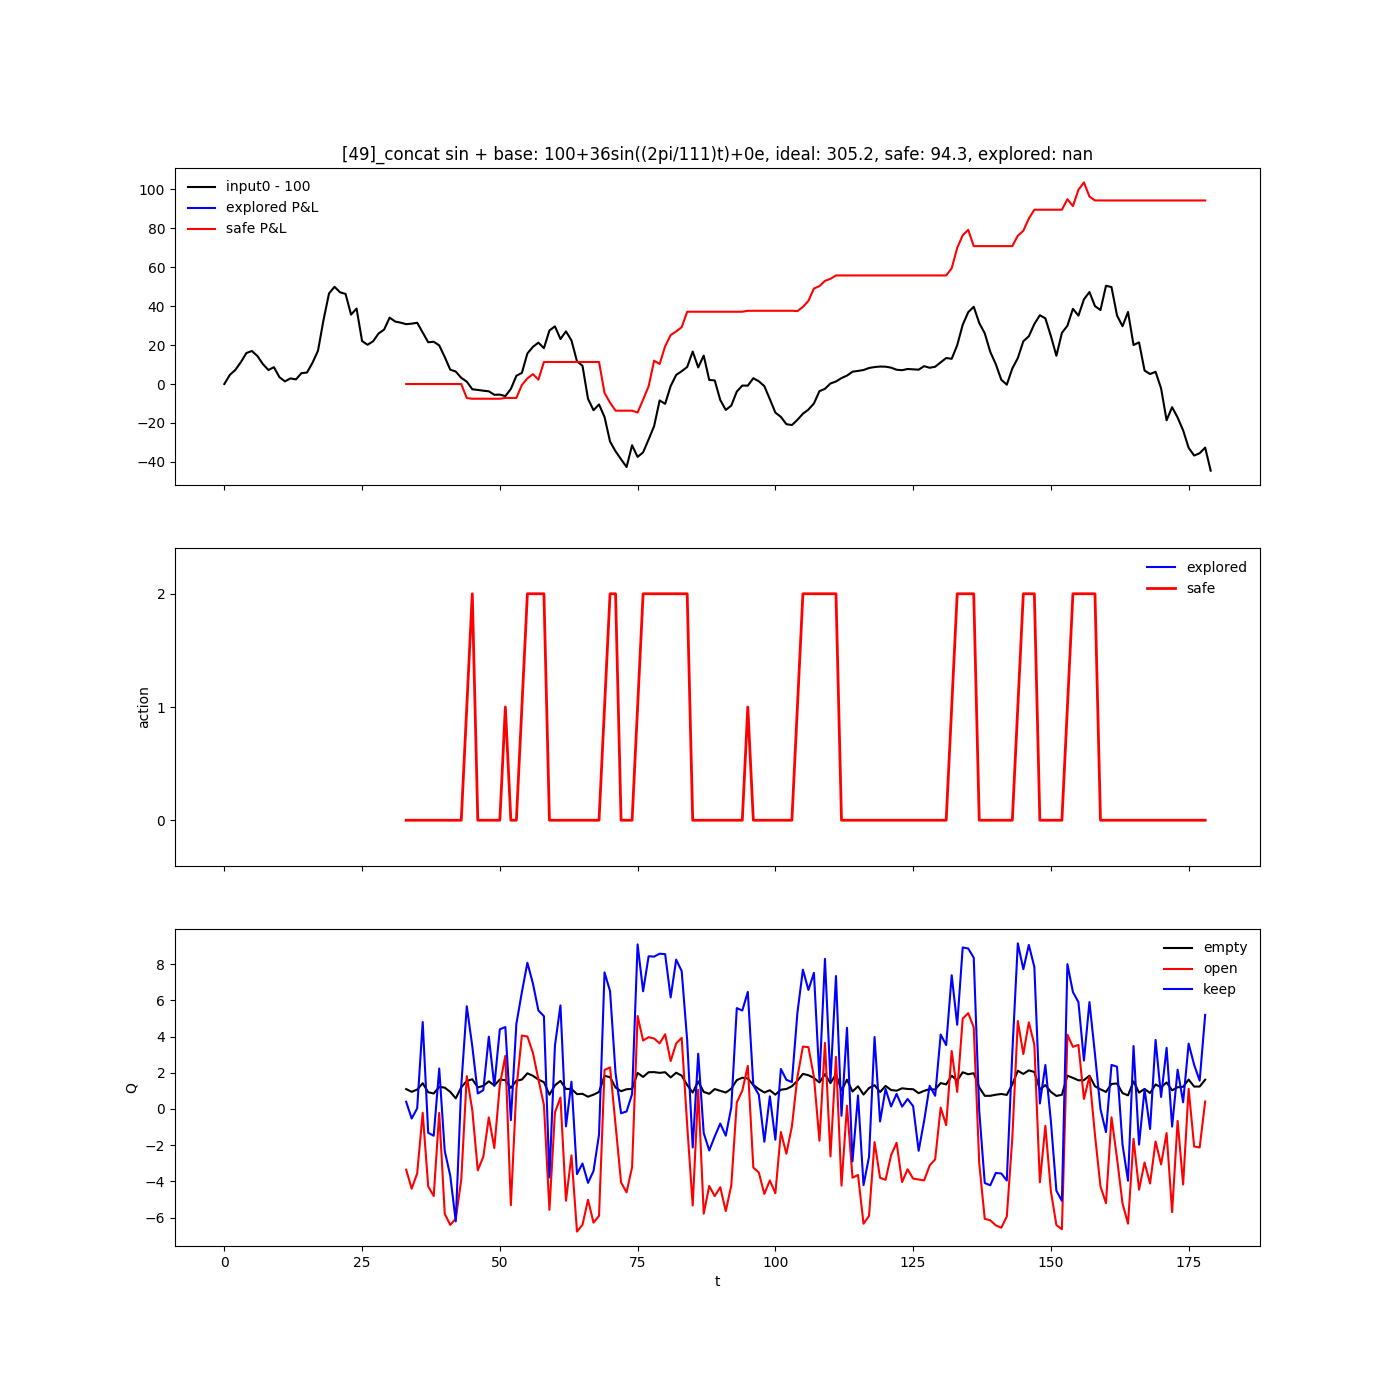 [49]_concat sin + base: 100+36sin((2pi/111)t)+0e, ideal: 305.2, safe: 94.3, explored: nan
100
80
60
40
20
0
−20
−40
input0 - 100
explored P&L
safe P&L
action
2
1
0
explored
safe
Q
8
6
4
2
0
−2
−4
−6
empty
open
keep
0 25 50 75 100 125 150 175
t